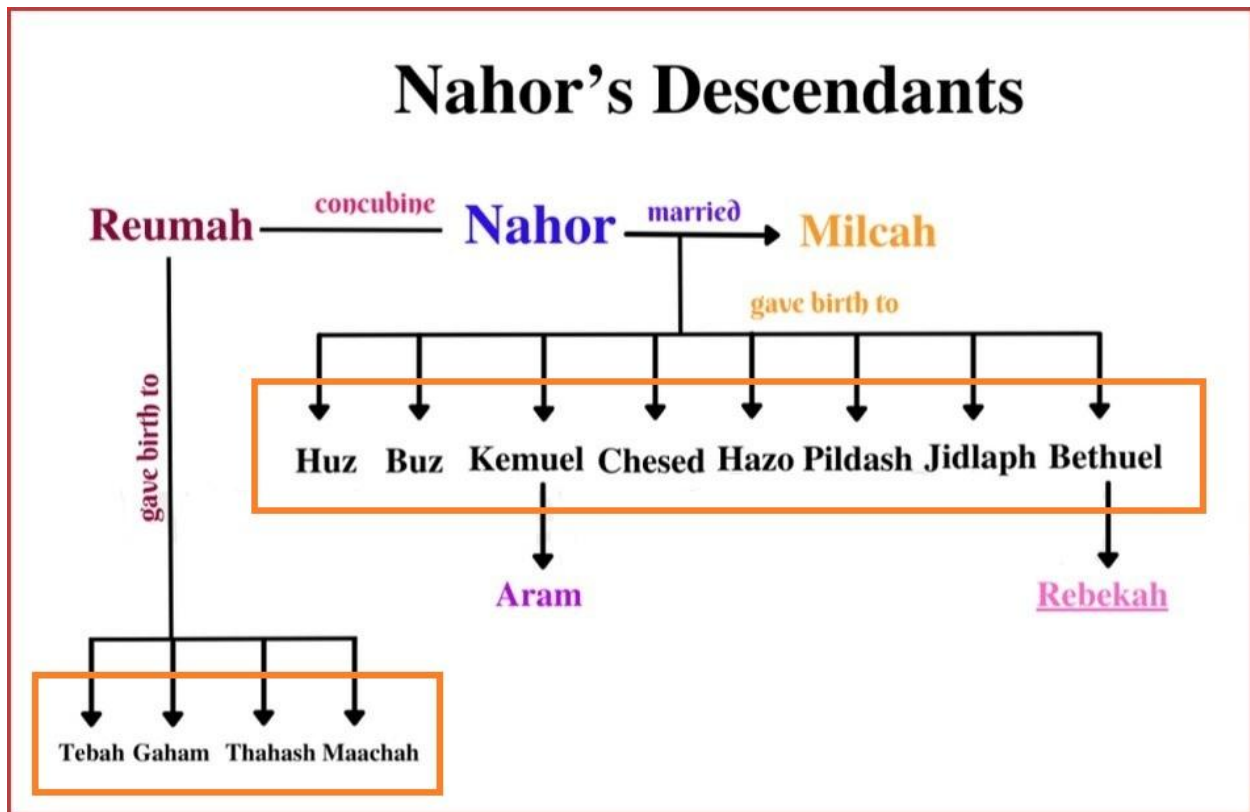 Nahor's Descendants
Reumah concubine Nahor married Milcah
gave birth to
gave birth to
Huz Buz Kemuel Chesed Hazo Pildash Jidlaph Bethuel
Aram Rebekah
Tebah Gaham Thahash Maachah